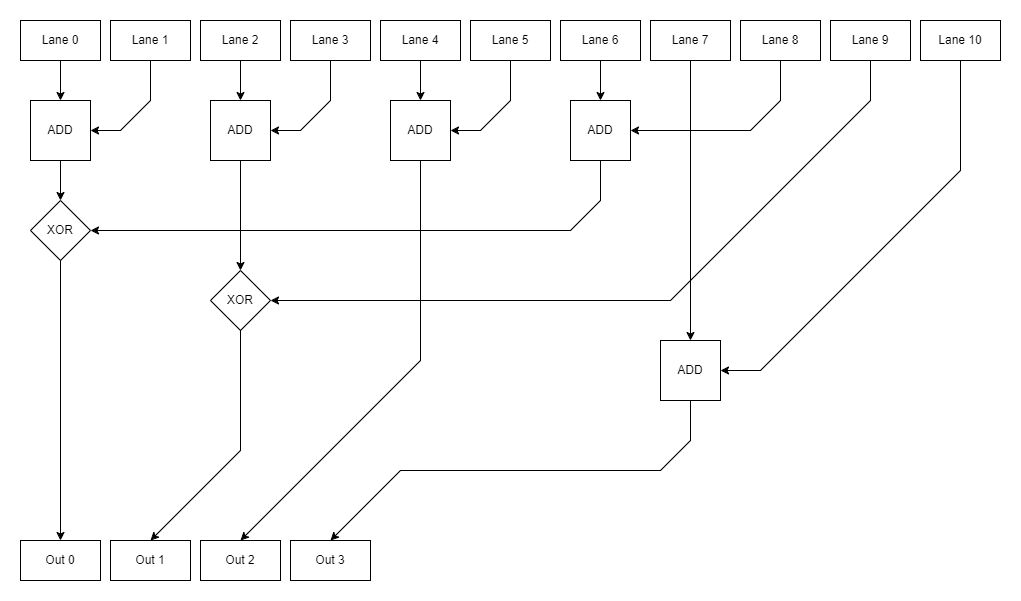 Lane 0
Lane 1
Lane 2
Lane 3
Lane 4
Lane 5
Lane 6
Lane 7
Lane 8
Lane 9
Lane 10
ADD
ADD
ADD
ADD
XOR
XOR
ADD
Out 0
Out 1
Out 2
Out 3